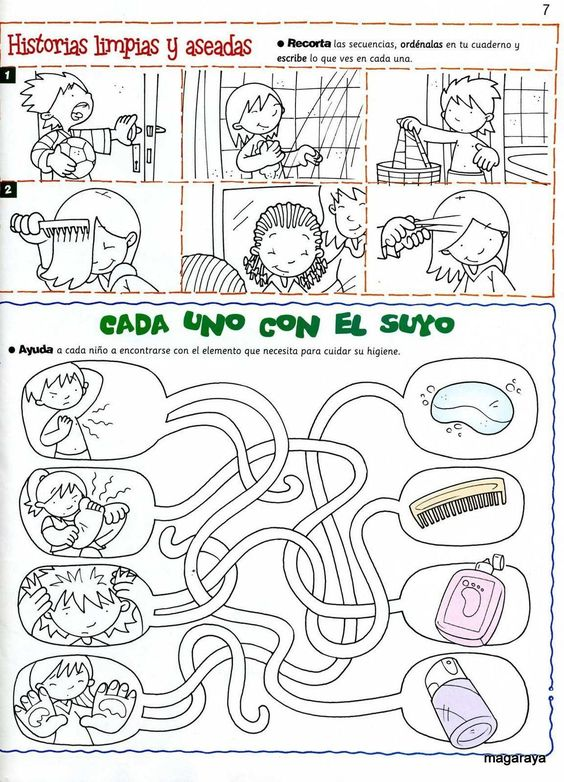 7
Historias limpias y aseadas
● Recorta las secuencias, ordénalas en tu cuaderno y
escribe lo que ves en cada una.
1
2
CADA UNO CON EL SUYO
● Ayuda a cada niño a encontrarse con el elemento que necesita para cuidar su higiene.
magaraya